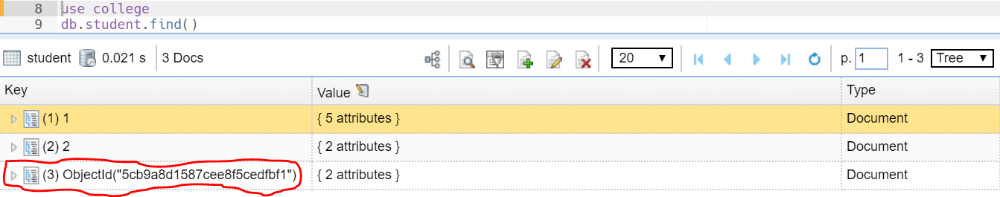 8 use college
9 db.student.find()
student 0.021 s 3 Docs 20 p. 1 1 - 3 Tree
Key Value Type
(1) 1 { 5 attributes } Document
(2) 2 { 2 attributes } Document
(3) ObjectId("5cb9a8d1587cee8f5cedfbf1") { 2 attributes } Document